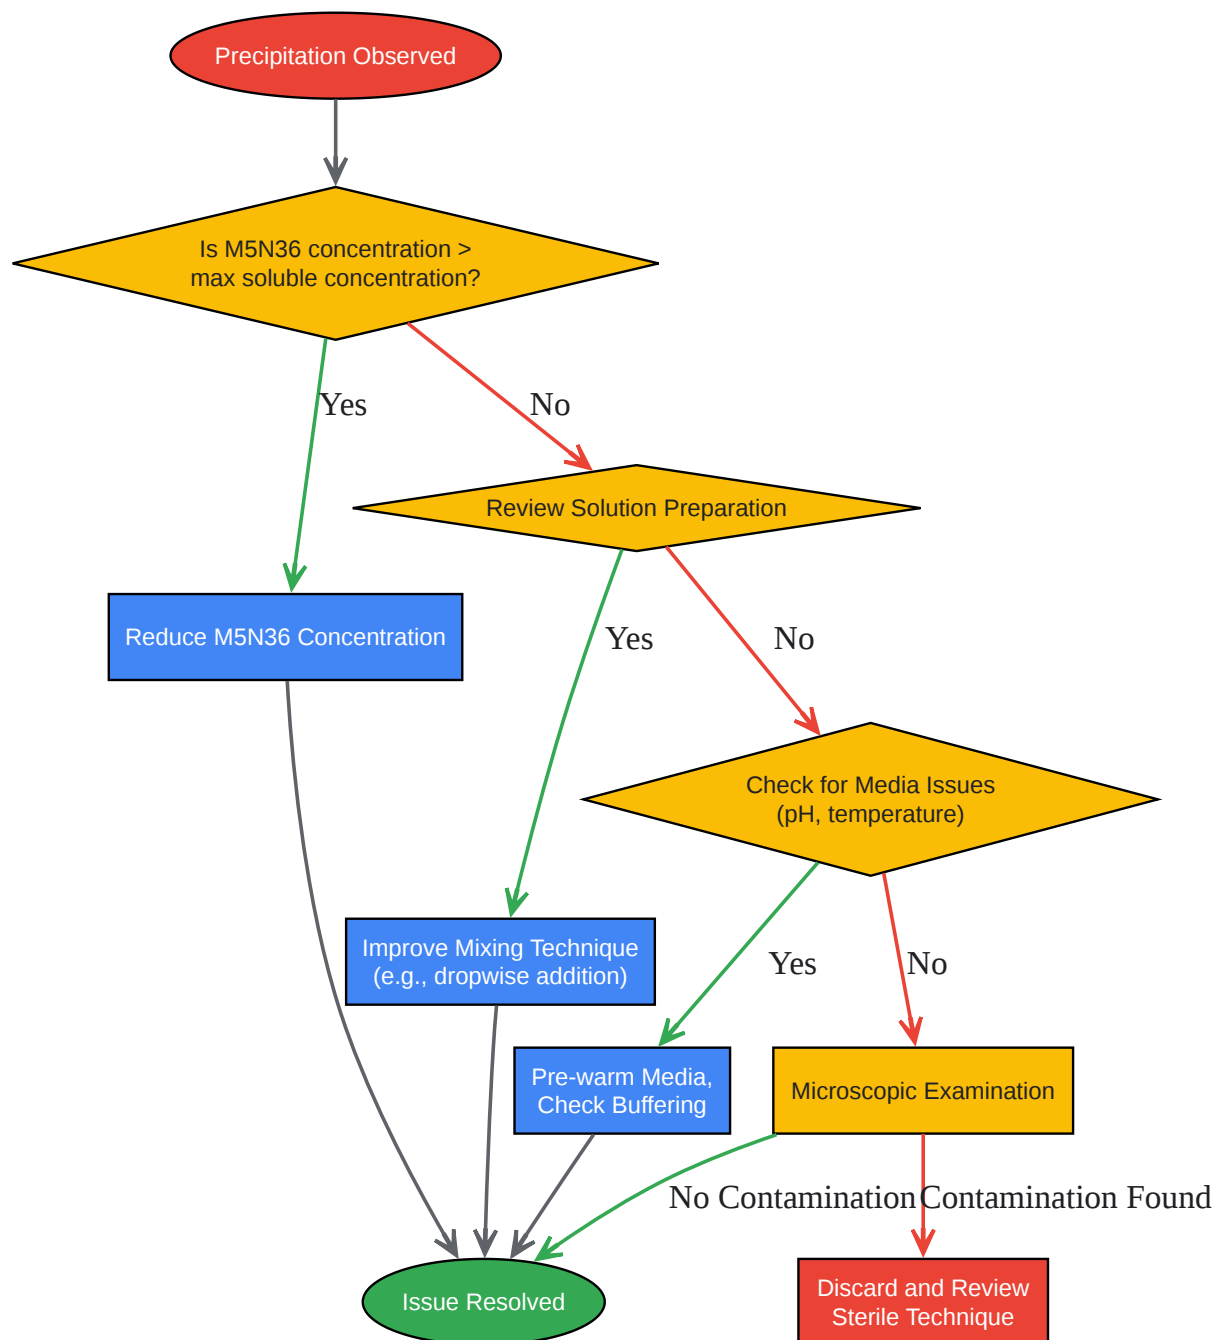 Precipitation Observed
Is M5N36 concentration >
max soluble concentration?
Yes
No
Review Solution Preparation
Reduce M5N36 Concentration
Yes
No
Check for Media Issues
(pH, temperature)
Improve Mixing Technique
(e.g., dropwise addition)
Yes
No
Pre-warm Media,
Check Buffering
Microscopic Examination
No Contamination
Contamination Found
Issue Resolved
Discard and Review
Sterile Technique